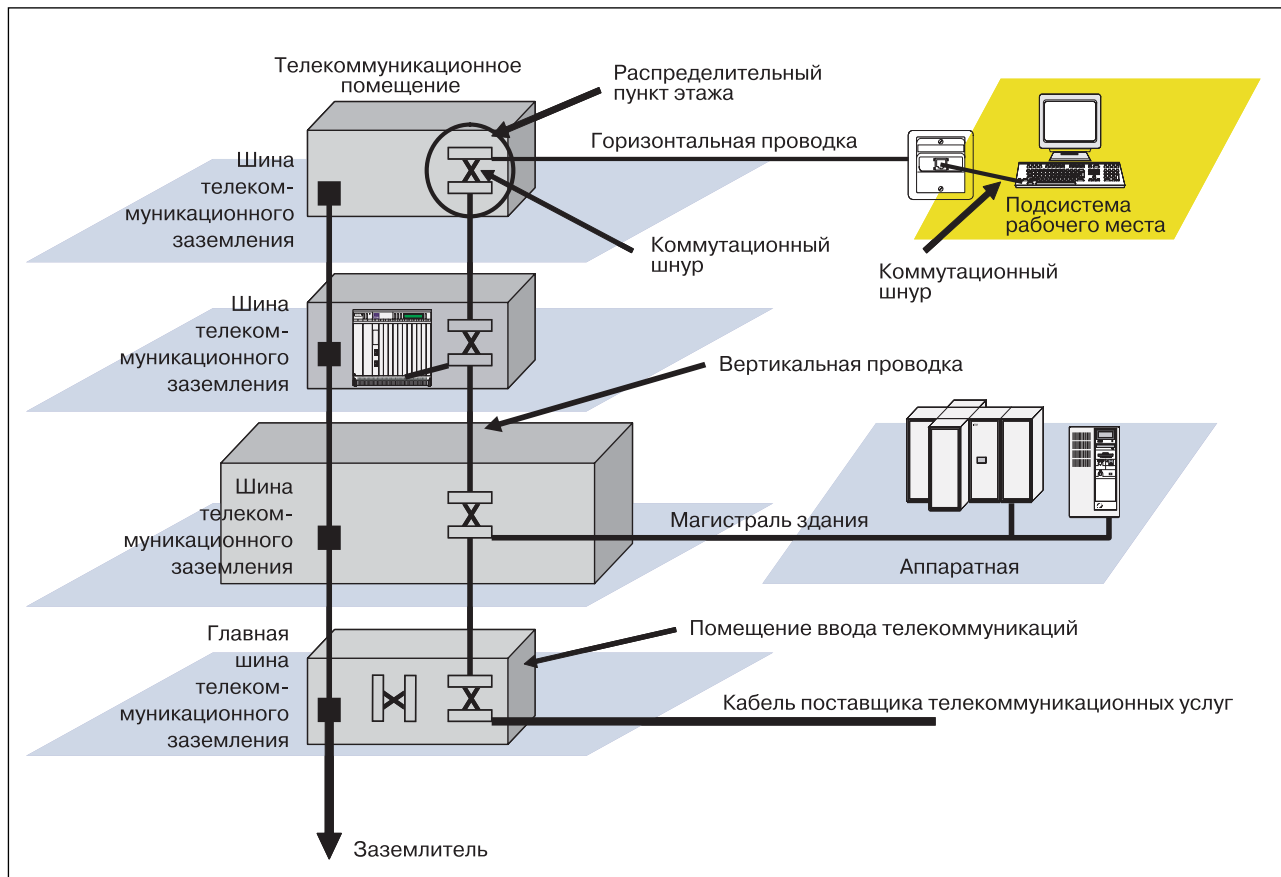 Телекоммуникационное
помещение
Распределительный
пункт этажа
Горизонтальная проводка
Шина
телеком-
муникационного
заземления
Подсистема
рабочего места
Коммутационный
шнур
Коммутационный
шнур
Шина
телеком-
муникационного
заземления
Вертикальная проводка
Шина
телеком-
муникационного
заземления
Магистраль здания
Аппаратная
Главная
шина
телеком-
муникационного
заземления
Помещение ввода телекоммуникаций
Кабель поставщика телекоммуникационных услуг
Заземлитель